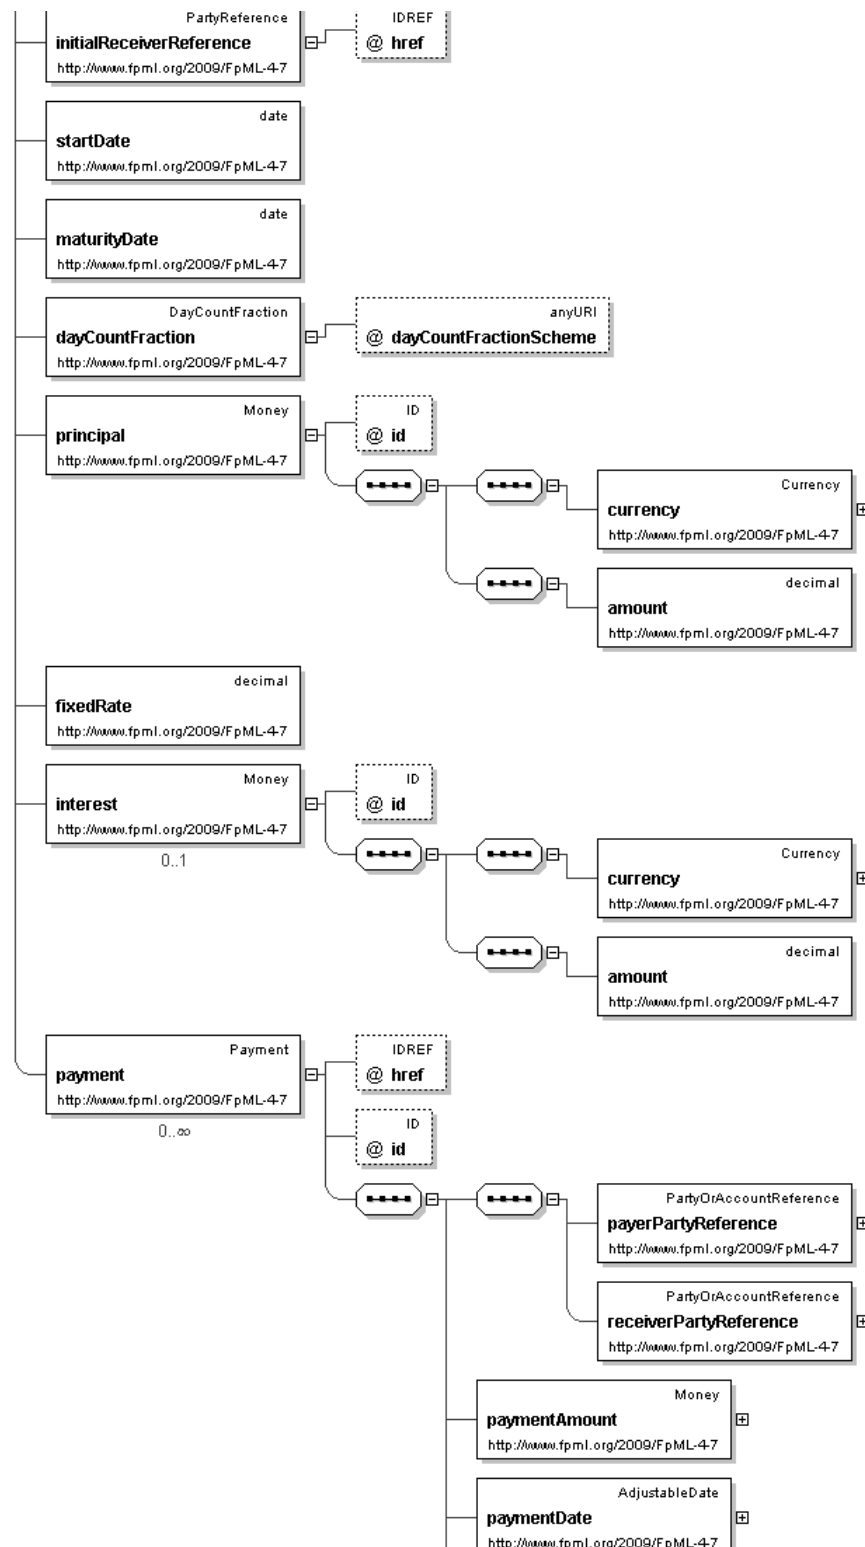 PartyReference
initialReceiverReference
http://www.fpml.org/2009/FpML-4-7
IDREF
@ href
date
startDate
http://www.fpml.org/2009/FpML-4-7
date
maturityDate
http://www.fpml.org/2009/FpML-4-7
DayCountFraction
dayCountFraction
http://www.fpml.org/2009/FpML-4-7
anyURI
@ dayCountFractionScheme
Money
principal
http://www.fpml.org/2009/FpML-4-7
ID
@ id
Currency
currency
http://www.fpml.org/2009/FpML-4-7
decimal
amount
http://www.fpml.org/2009/FpML-4-7
decimal
fixedRate
http://www.fpml.org/2009/FpML-4-7
Money
interest
http://www.fpml.org/2009/FpML-4-7
0..1
ID
@ id
Currency
currency
http://www.fpml.org/2009/FpML-4-7
decimal
amount
http://www.fpml.org/2009/FpML-4-7
Payment
payment
http://www.fpml.org/2009/FpML-4-7
0..∞
IDREF
@ href
ID
@ id
PartyOrAccountReference
payerPartyReference
http://www.fpml.org/2009/FpML-4-7
PartyOrAccountReference
receiverPartyReference
http://www.fpml.org/2009/FpML-4-7
Money
paymentAmount
http://www.fpml.org/2009/FpML-4-7
AdjustableDate
paymentDate
http://www.fpml.org/2009/FpML-4-7